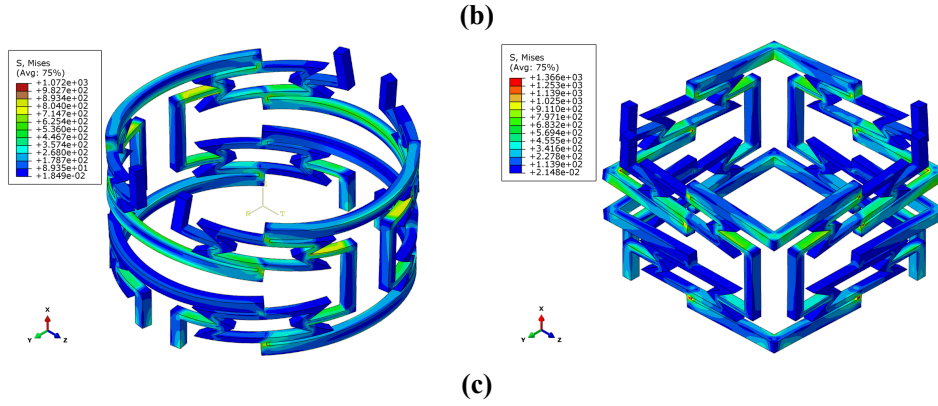 (b)
S, Mises
(Avg: 75%)
+1.072e+03
+9.827e+02
+8.934e+02
+8.040e+02
+7.147e+02
+6.254e+02
+5.360e+02
+4.467e+02
+3.574e+02
+2.680e+02
+1.787e+02
+8.935e+01
+1.849e-02
R
T
X
Y
Z
S, Mises
(Avg: 75%)
+1.366e+03
+1.253e+03
+1.139e+03
+1.025e+03
+9.110e+02
+7.971e+02
+6.832e+02
+5.694e+02
+4.555e+02
+3.416e+02
+2.278e+02
+1.139e+02
+2.148e-02
X
Y
Z
(c)